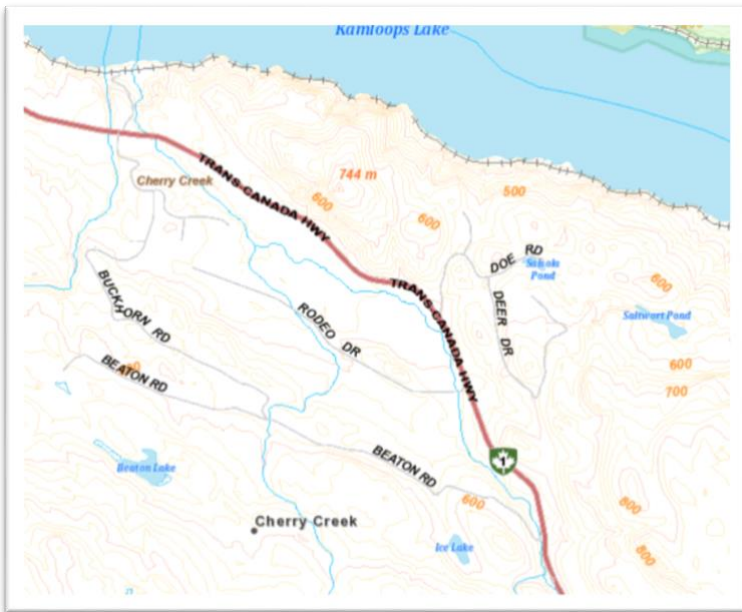 Kamloops Lake
TRANS-CANADA HWY
Cherry Creek
744 m
600
600
500
DOE RD
Pond
600
BUCKHORN RD
RODEO DR
TRANS-CANADA HWY
DEER DR
Saltwort Pond
600
700
BEATON RD
Beaton Lake
BEATON RD
1
600
800
Cherry Creek
Ice Lake
800